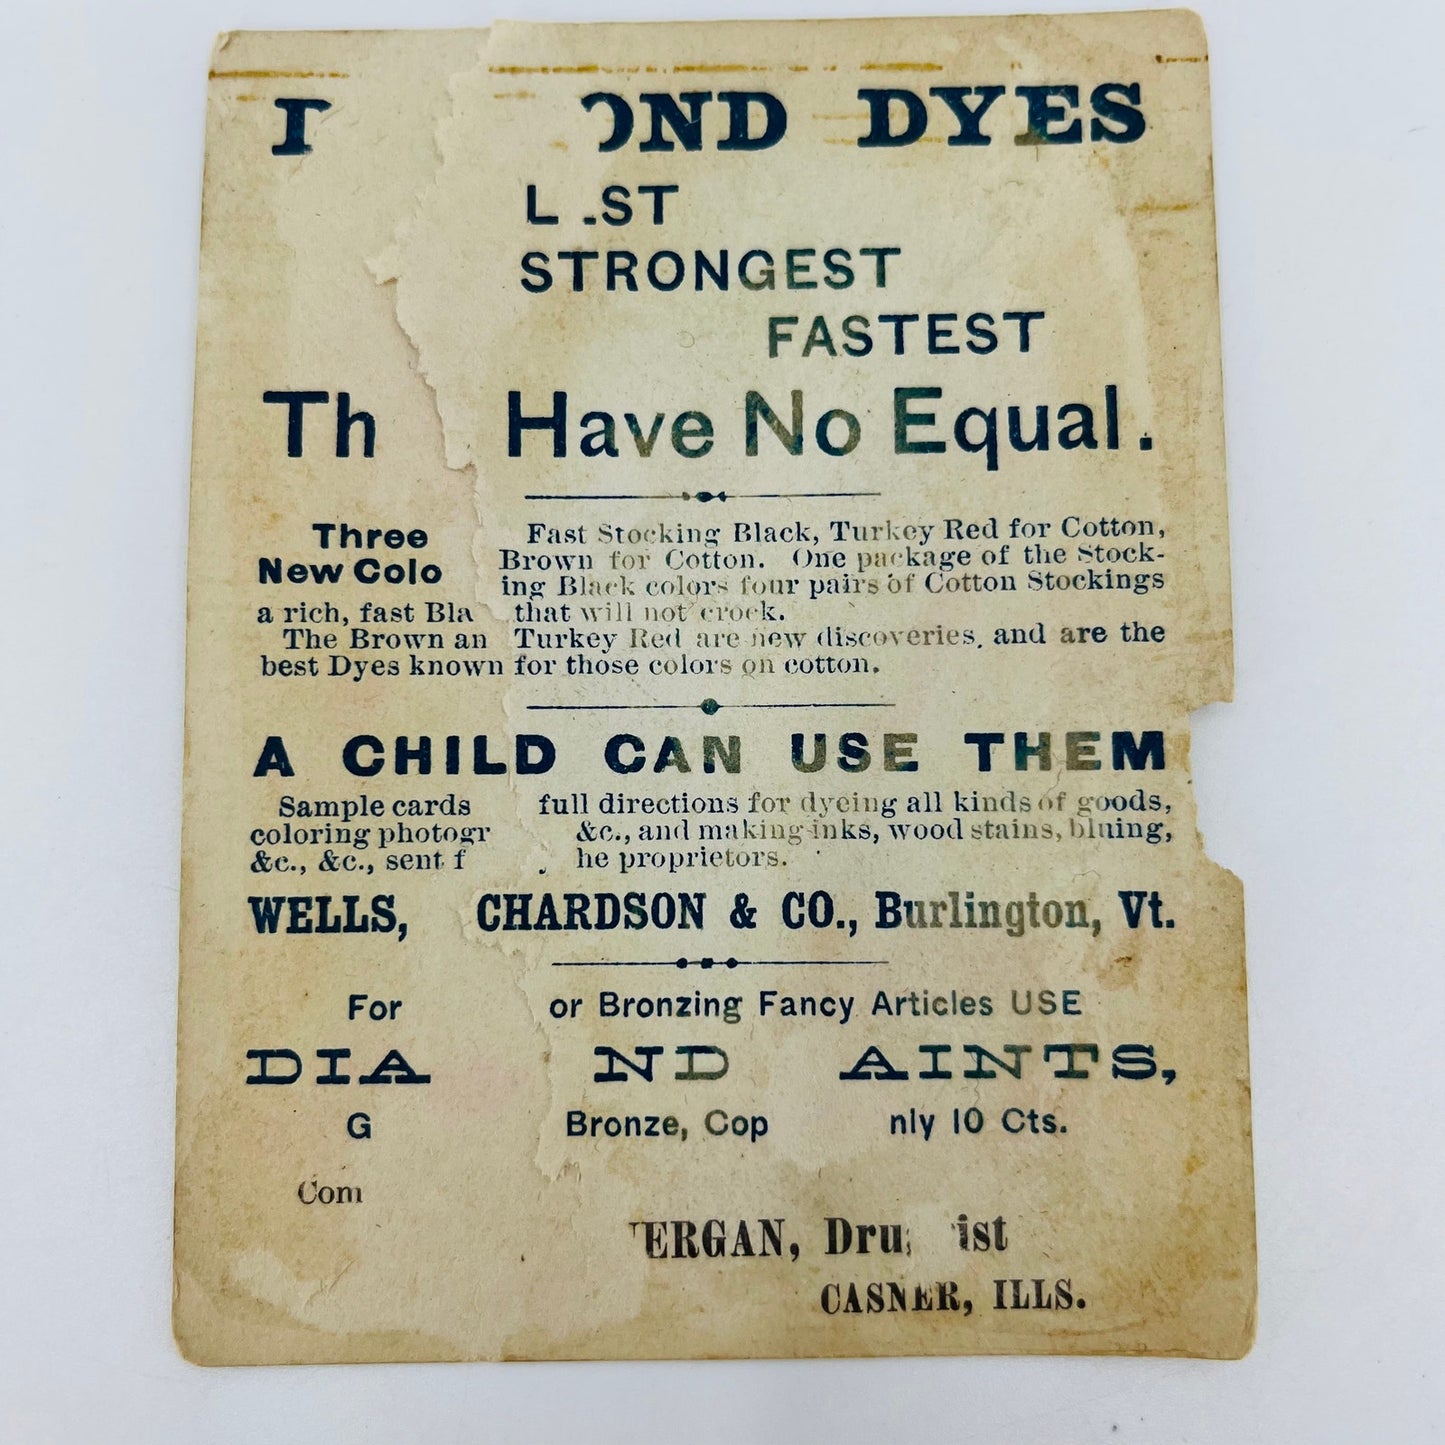 DYES
STRONGEST
FASTEST
Th Have No Equal.
Three Fast Stocking Black, Turkey Red for Cotton,
New Colo Brown for Cotton. One package of the Stock-
ing Black colors four pairs of Cotton Stockings
a rich, fast Bla that will not crock.
The Brown an Turkey Red are new discoveries, and are the
best Dyes known for those colors on cotton.
A CHILD CAN USE THEM
Sample cards full directions for dyeing all kinds of goods,
coloring photogr &c., and making inks, wood stains, bluing,
&c., &c., sent f he proprietors.
WELLS, CHARDSON & CO., Burlington, Vt.
For or Bronzing Fancy Articles USE
DIA ND AINTS,
G Bronze, Cop nly 10 Cts.
Com
ERGAN, Dru ist
CASNER, ILLS.